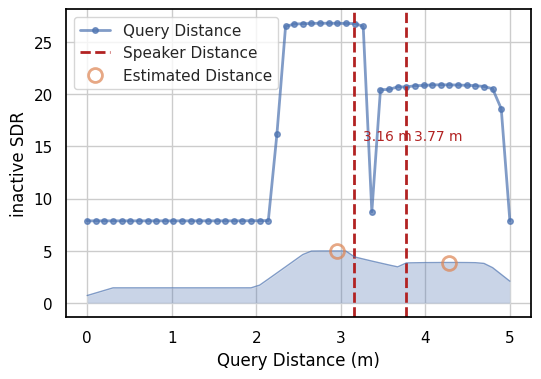 Query Distance
Speaker Distance
Estimated Distance
25
20
15
10
5
0
inactive SDR
3.16 m
3.77 m
0 1 2 3 4 5
Query Distance (m)